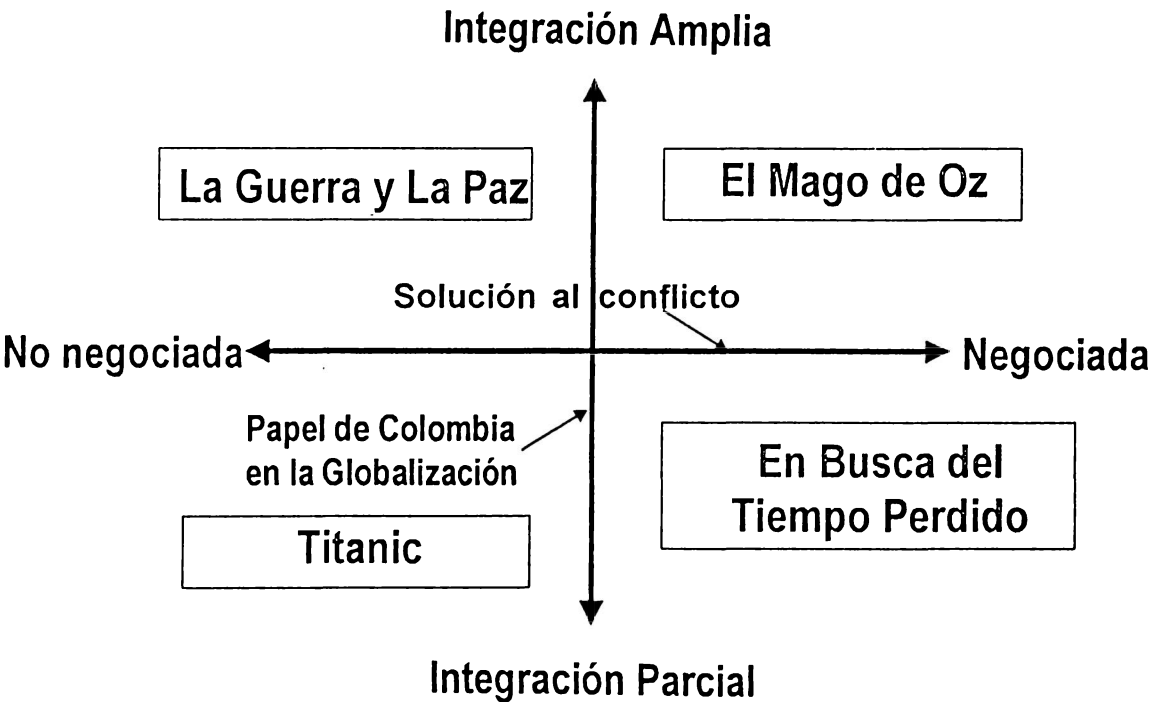 Integración Amplia
La Guerra y La Paz
El Mago de Oz
Solución al conflicto
No negociada
Negociada
Papel de Colombia
en la Globalización
En Busca del
Tiempo Perdido
Titanic
Integración Parcial